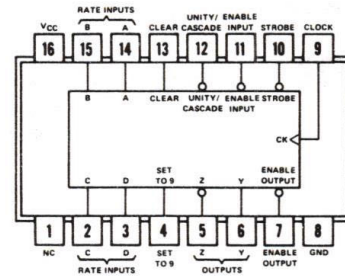 RATE INPUTS UNITY/ ENABLE
VCC B A CLEAR CASCADE INPUT STROBE CLOCK
16 15 14 13 12 11 10 9
B A CLEAR UNITY/ ENABLE STROBE
CASCADE INPUT
CK
SET ENABLE
C D TO 9 Z Y OUTPUT
1 2 3 4 5 6 7 8
NC C D SET Z Y ENABLE GND
RATE INPUTS TO 9 OUTPUTS OUTPUT